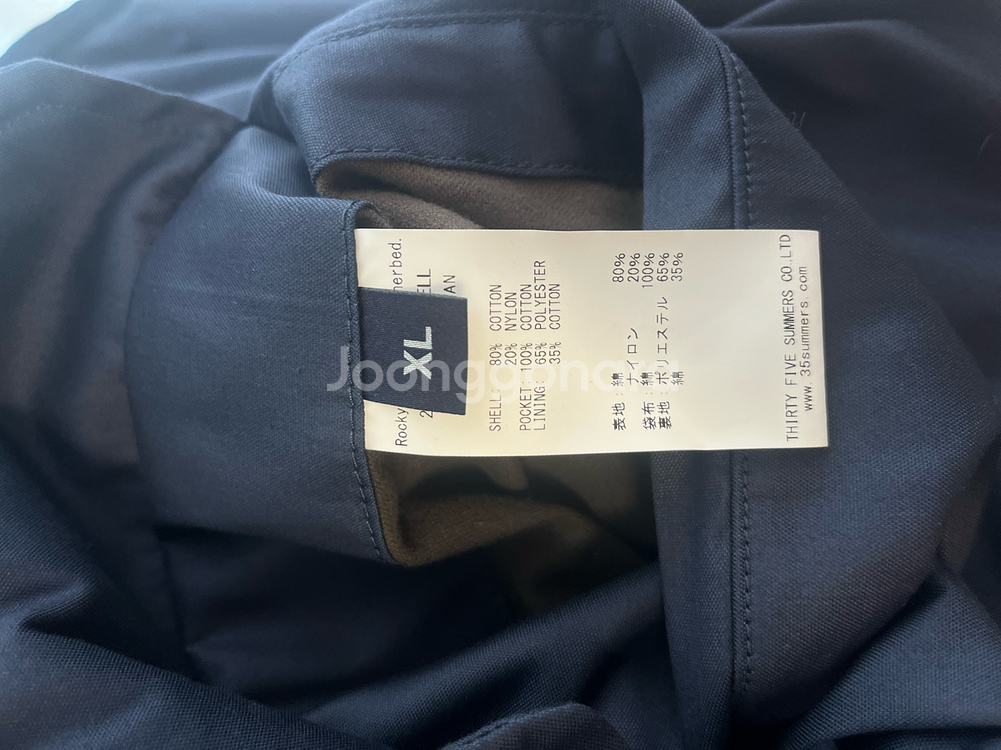 XL
Rocky
herbed.
ELL
AN
SHELL: 80% COTTON
20% NYLON
POCKET:100% COTTON
LINING: 65% POLYESTER
35% COTTON
表地:綿 80%
ナイロン 20%
袋布:綿 100%
裏地:ポリエステル 65%
綿 35%
THIRTY FIVE SUMMERS CO.,LTD
www.35summers.com